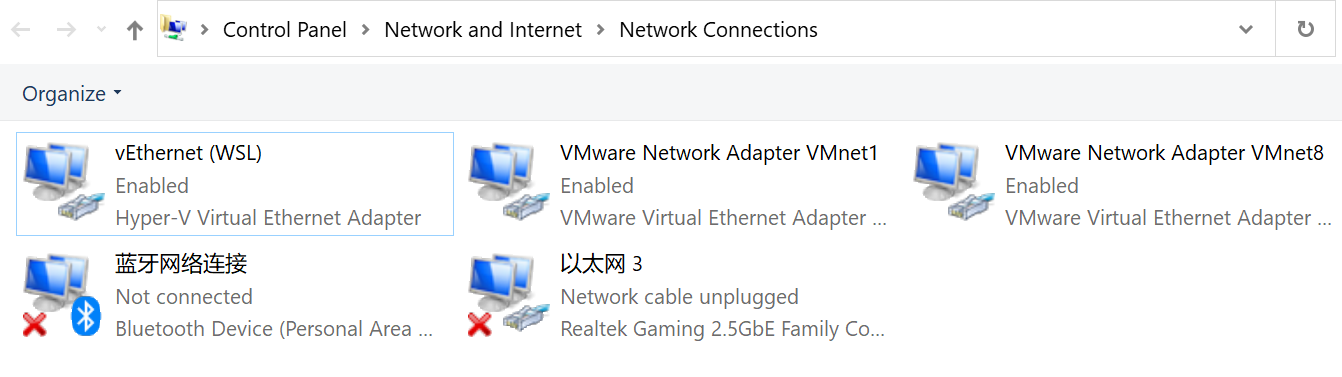 Control Panel > Network and Internet > Network Connections
Organize
vEthernet (WSL)
Enabled
Hyper-V Virtual Ethernet Adapter
VMware Network Adapter VMnet1
Enabled
VMware Virtual Ethernet Adapter ...
VMware Network Adapter VMnet8
Enabled
VMware Virtual Ethernet Adapter ...
蓝牙网络连接
Not connected
Bluetooth Device (Personal Area ...
以太网 3
Network cable unplugged
Realtek Gaming 2.5GbE Family Co...